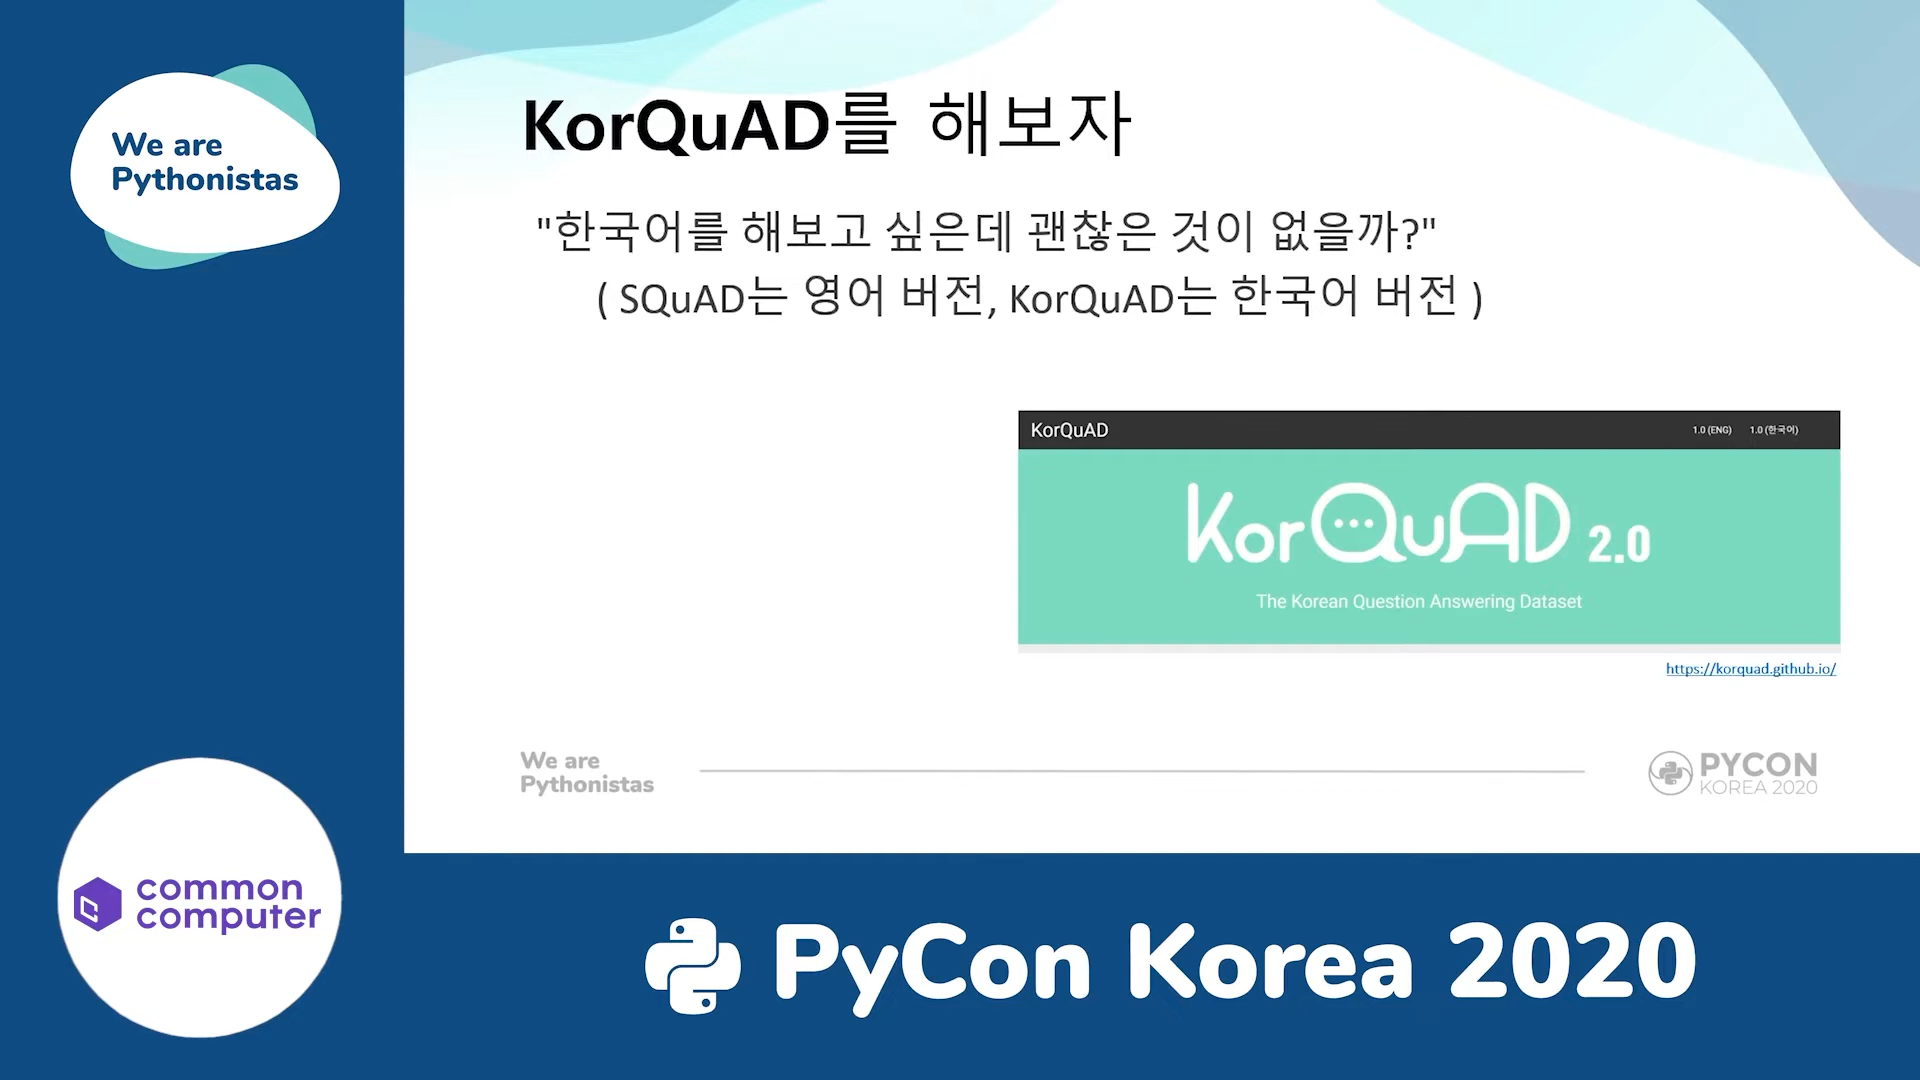 We are
Pythonistas
KorQuAD를 해보자
"한국어를 해보고 싶은데 괜찮은 것이 없을까?"
( SQuAD는 영어 버전, KorQuAD는 한국어 버전 )
KorQuAD
1.0 (ENG) 1.0 (한국어)
KorQuAD 2.0
The Korean Question Answering Dataset
https://korquad.github.io/
We are
Pythonistas
PYCON
KOREA 2020
common
computer
PyCon Korea 2020